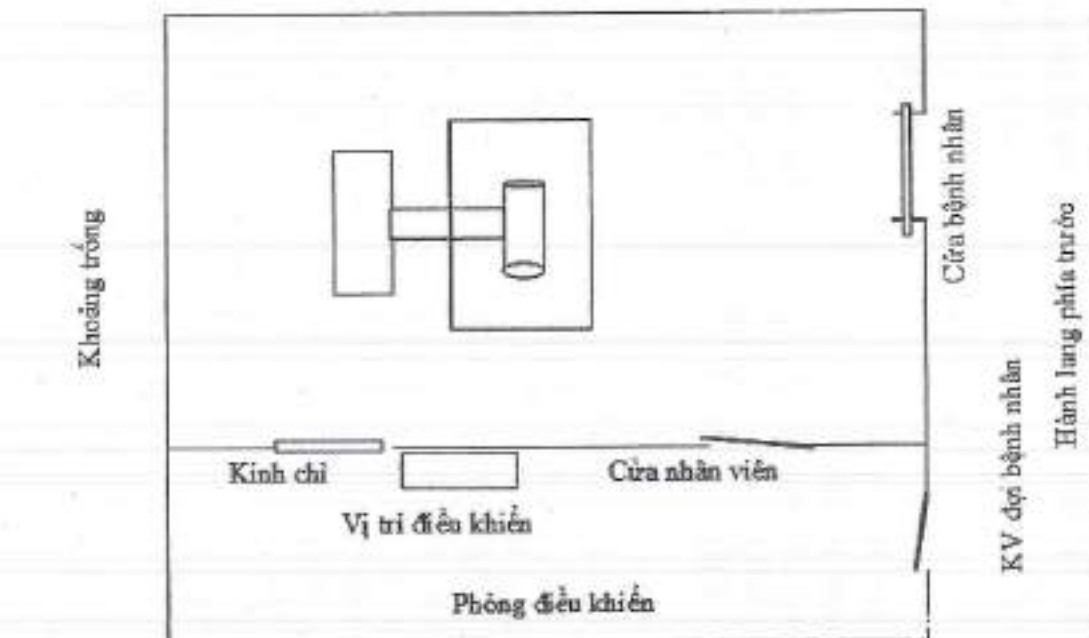 Khoảng trống
Cửa bệnh nhân
Hành lang phía trước
KV đợi bệnh nhân
Kính chì
Cửa nhân viên
Vị trí điều khiển
Phòng điều khiển